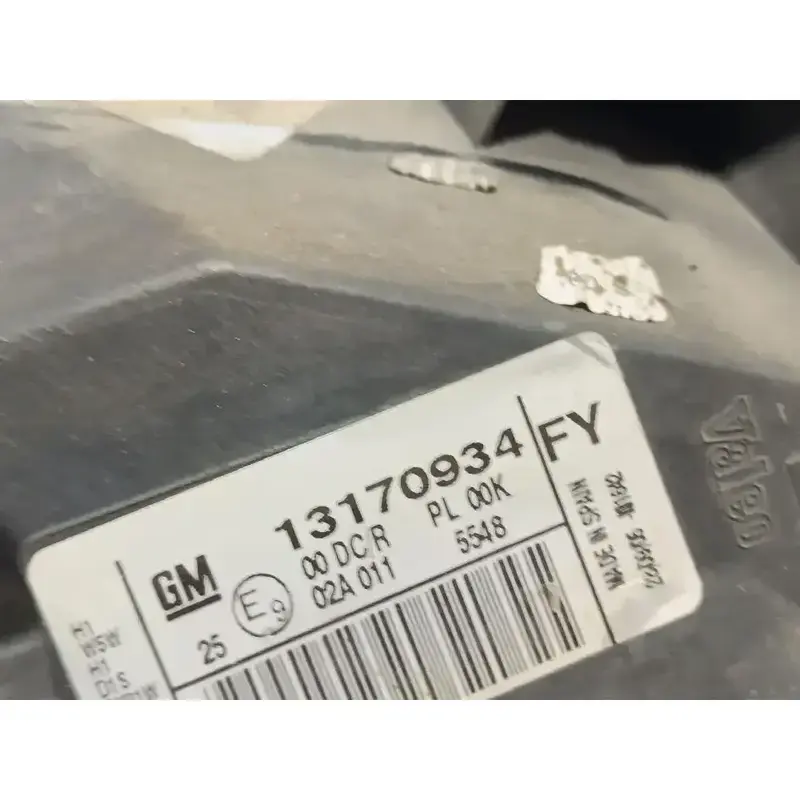 GM
13170934
FY
00 DC/R PL 00K
25 E9 02A 011 5548
H1
W5W
H1
D1S
MADE IN SPAIN
Valeo